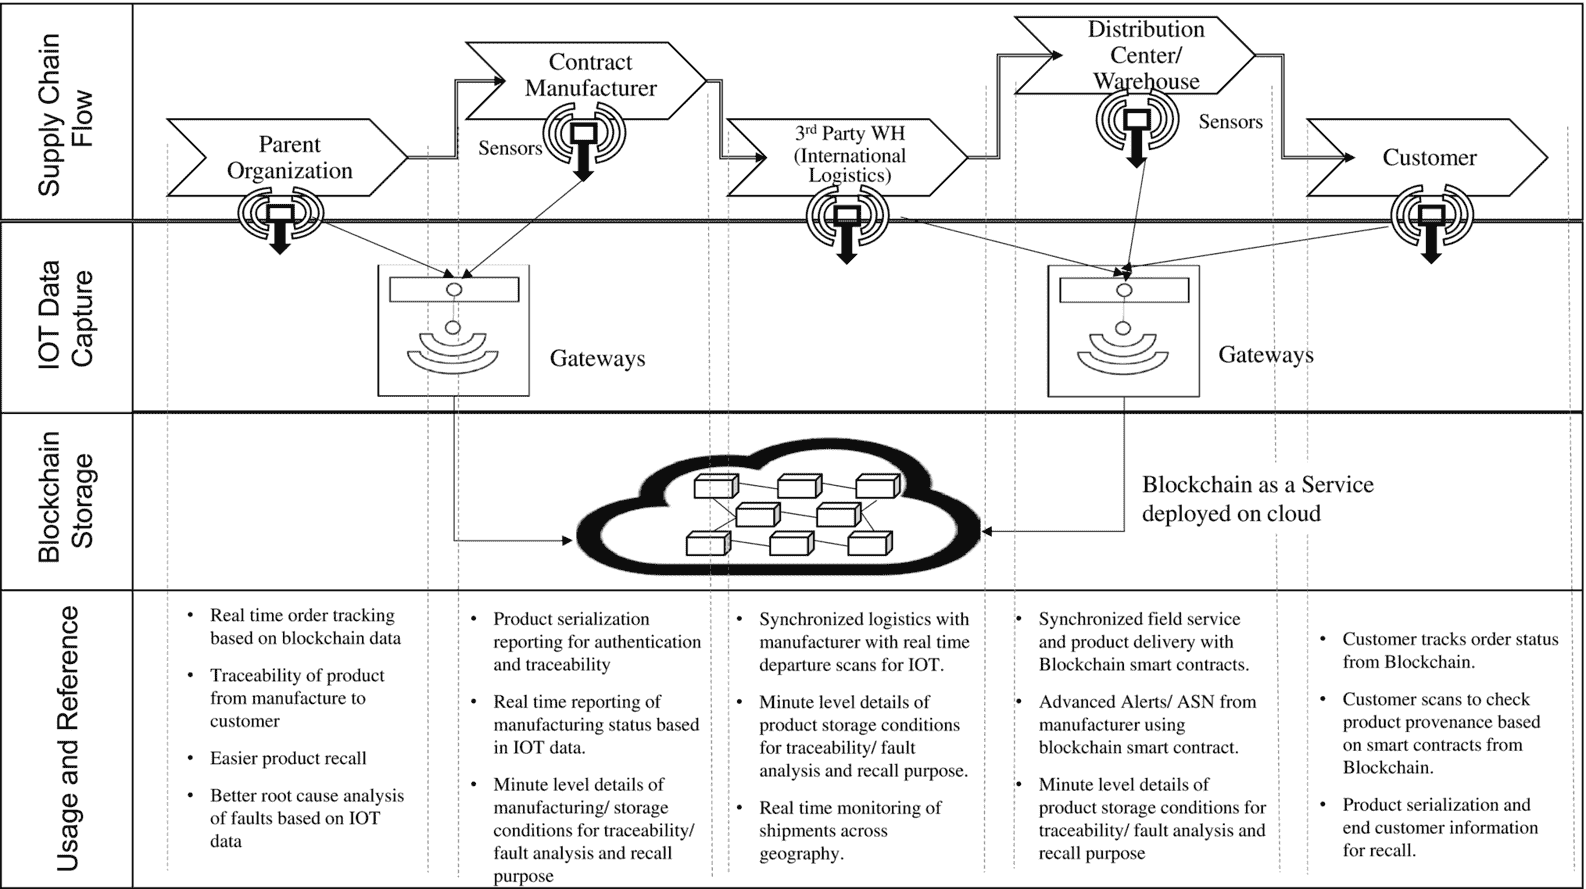 Supply Chain
Flow
Parent
Organization
Contract
Manufacturer
Sensors
3rd Party WH
(International
Logistics)
Distribution
Center/
Warehouse
Sensors
Customer
IOT Data
Capture
Gateways
Gateways
Blockchain
Storage
Blockchain as a Service
deployed on cloud
Usage and Reference
• Real time order tracking
based on blockchain data
• Traceability of product
from manufacture to
customer
• Easier product recall
• Better root cause analysis
of faults based on IOT
data
• Product serialization
reporting for authentication
and traceability
• Real time reporting of
manufacturing status based
in IOT data.
• Minute level details of
manufacturing/ storage
conditions for traceability/
fault analysis and recall
purpose
• Synchronized logistics with
manufacturer with real time
departure scans for IOT.
• Minute level details of
product storage conditions
for traceability/ fault
analysis and recall purpose.
• Real time monitoring of
shipments across
geography.
• Synchronized field service
and product delivery with
Blockchain smart contracts.
• Advanced Alerts/ ASN from
manufacturer using
blockchain smart contract.
• Minute level details of
product storage conditions for
traceability/ fault analysis and
recall purpose
• Customer tracks order status
from Blockchain.
• Customer scans to check
product provenance based
on smart contracts from
Blockchain.
• Product serialization and
end customer information
for recall.